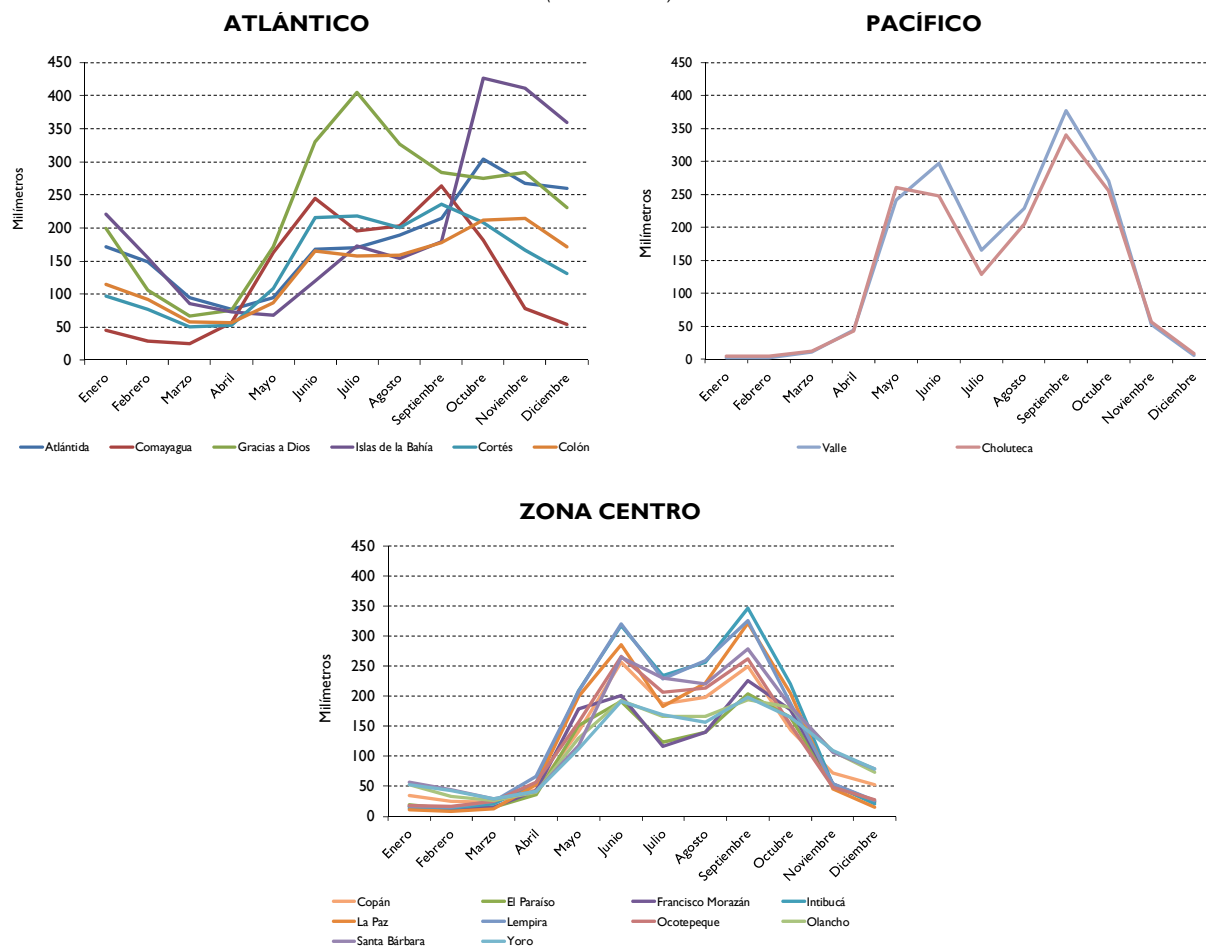 ATLÁNTICO
Milímetros
450
400
350
300
250
200
150
100
50
0
Enero Febrero Marzo Abril Mayo Junio Julio Agosto Septiembre Octubre Noviembre Diciembre
Atlántida Comayagua Gracias a Dios Islas de la Bahía Cortés Colón
PACÍFICO
Milímetros
450
400
350
300
250
200
150
100
50
0
Enero Febrero Marzo Abril Mayo Junio Julio Agosto Septiembre Octubre Noviembre Diciembre
Valle Choluteca
ZONA CENTRO
Milímetros
450
400
350
300
250
200
150
100
50
0
Enero Febrero Marzo Abril Mayo Junio Julio Agosto Septiembre Octubre Noviembre Diciembre
Copán El Paraíso Francisco Morazán Intibucá
La Paz Lempira Ocotepeque Olancho
Santa Bárbara Yoro